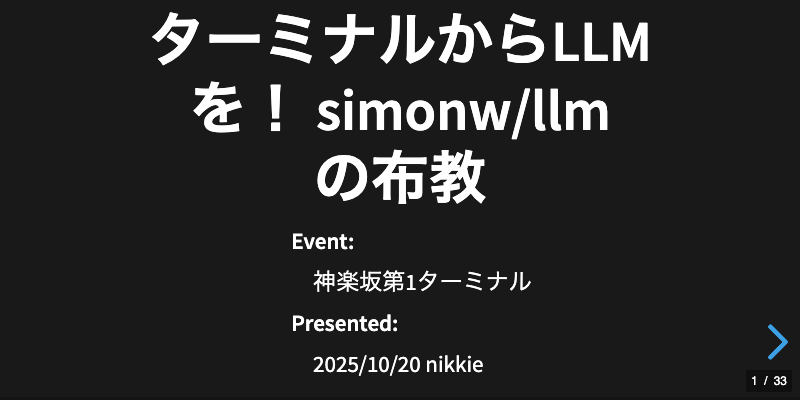 ターミナルからLLM
を！ simonw/llm
の布教
Event:
神楽坂第1ターミナル
Presented:
2025/10/20 nikkie
1 / 33